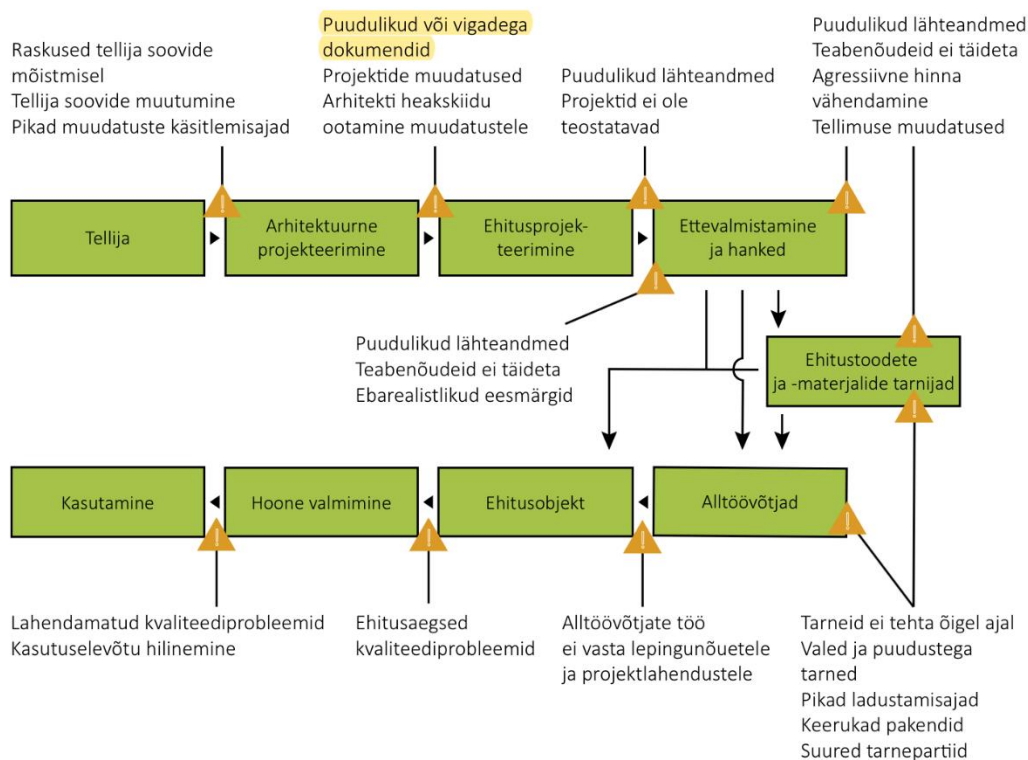 Raskused tellija soovide
mõistmisel
Tellija soovide muutumine
Pikad muudatuste käsitlemisajad
Puudulikud või vigadega
dokumendid
Projektide muudatused
Arhitekti heakskiidu
ootamine muudatustele
Puudulikud lähteandmed
Projektid ei ole
teostatavad
Puudulikud lähteandmed
Teabenõudeid ei täideta
Agressiivne hinna
vähendamine
Tellimuse muudatused
Tellija
Arhitektuurne
projekteerimine
Ehitusprojek-
teerimine
Ettevalmistamine
ja hanked
Puudulikud lähteandmed
Teabenõudeid ei täideta
Ebarealistlikud eesmärgid
Ehitustoodete
ja -materjalide tarnijad
Kasutamine
Hoone valmimine
Ehitusobjekt
Alltöövõtjad
Lahendamatud kvaliteediprobleemid
Kasutuselevõtu hilinemine
Ehitusaegsed
kvaliteediprobleemid
Alltöövõtjate töö
ei vasta lepingunõuetele
ja projektlahendustele
Tarneid ei tehta õigel ajal
Valed ja puudustega
tarned
Pikad ladustamisajad
Keerukad pakendid
Suured tarnepartiid